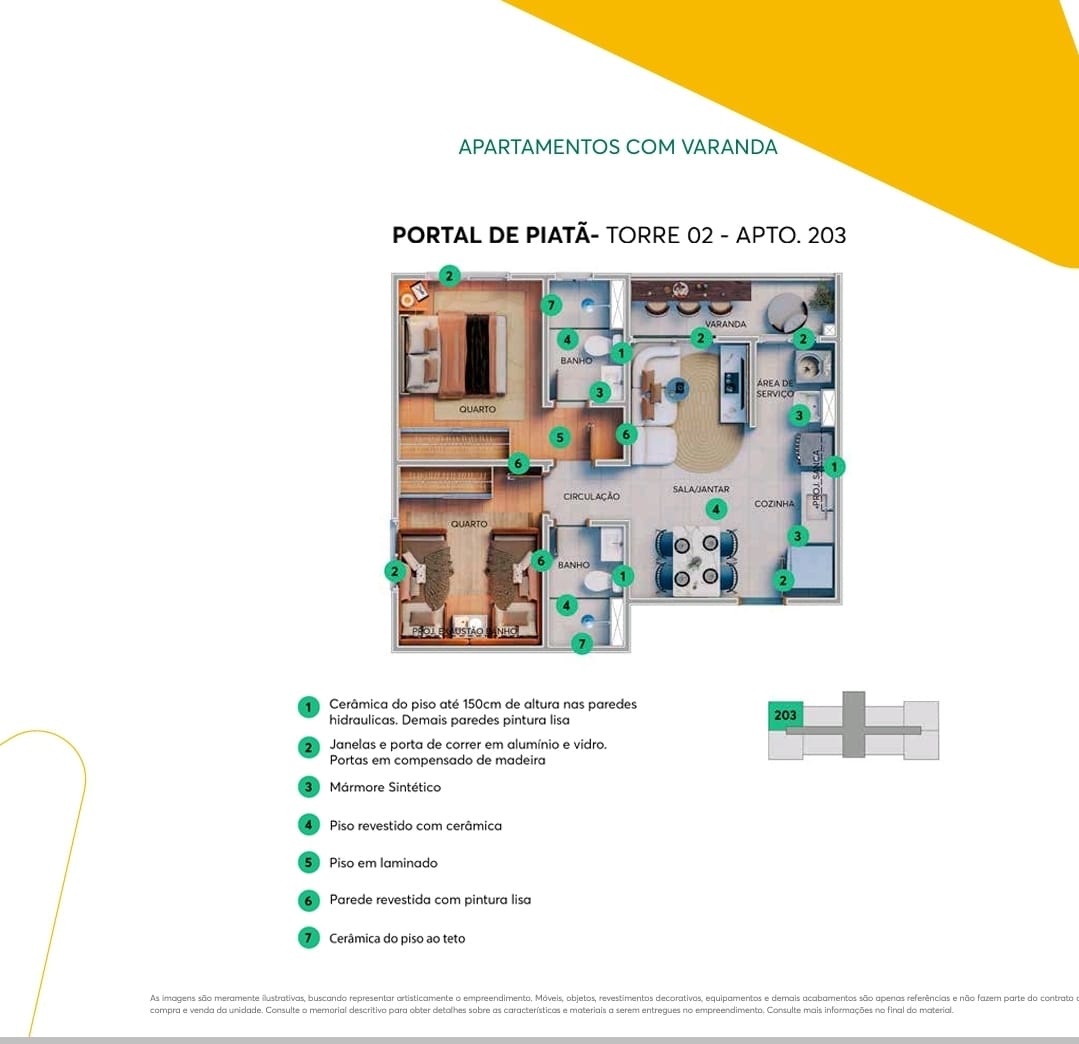 APARTAMENTOS COM VARANDA
PORTAL DE PIATÃ- TORRE 02 - APTO. 203
2
7
VARANDA
4
2
2
1
BANHO
ÁREA DE
SERVIÇO
3
QUARTO
3
5
6
6
1
PROJ. SANCA
CIRCULAÇÃO
SALA/JANTAR
COZINHA
4
QUARTO
3
6
BANHO
2
1
2
4
PROJ. EXAUSTÃO BANHO
7
1 Cerâmica do piso até 150cm de altura nas paredes
hidraulicas. Demais paredes pintura lisa
2 Janelas e porta de correr em alumínio e vidro.
Portas em compensado de madeira
3 Mármore Sintético
4 Piso revestido com cerâmica
5 Piso em laminado
6 Parede revestida com pintura lisa
7 Cerâmica do piso ao teto
203
As imagens são meramente ilustrativas, buscando representar artisticamente o empreendimento. Móveis, objetos, revestimentos decorativos, equipamentos e demais acabamentos são apenas referências e não fazem parte do contrato
compra e venda da unidade. Consulte o memorial descritivo para obter detalhes sobre as características e materiais a serem entregues no empreendimento. Consulte mais informações no final do material.